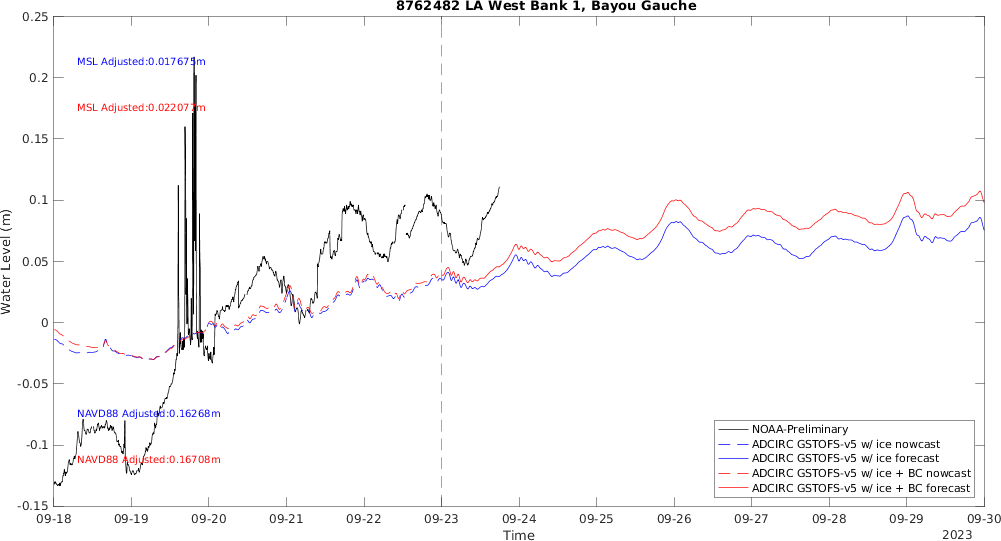 8762482 LA West Bank 1, Bayou Gauche
0.25
0.2
0.15
0.1
0.05
0
-0.05
-0.1
-0.15
Water Level (m)
MSL Adjusted:0.017675m
MSL Adjusted:0.022077m
NAVD88 Adjusted:0.16268m
NAVD88 Adjusted:0.16708m
NOAA-Preliminary
ADCIRC GSTOFS-v5 w/ ice nowcast
ADCIRC GSTOFS-v5 w/ ice forecast
ADCIRC GSTOFS-v5 w/ ice + BC nowcast
ADCIRC GSTOFS-v5 w/ ice + BC forecast
09-18 09-19 09-20 09-21 09-22 09-23 09-24 09-25 09-26 09-27 09-28 09-29 09-30
Time
2023